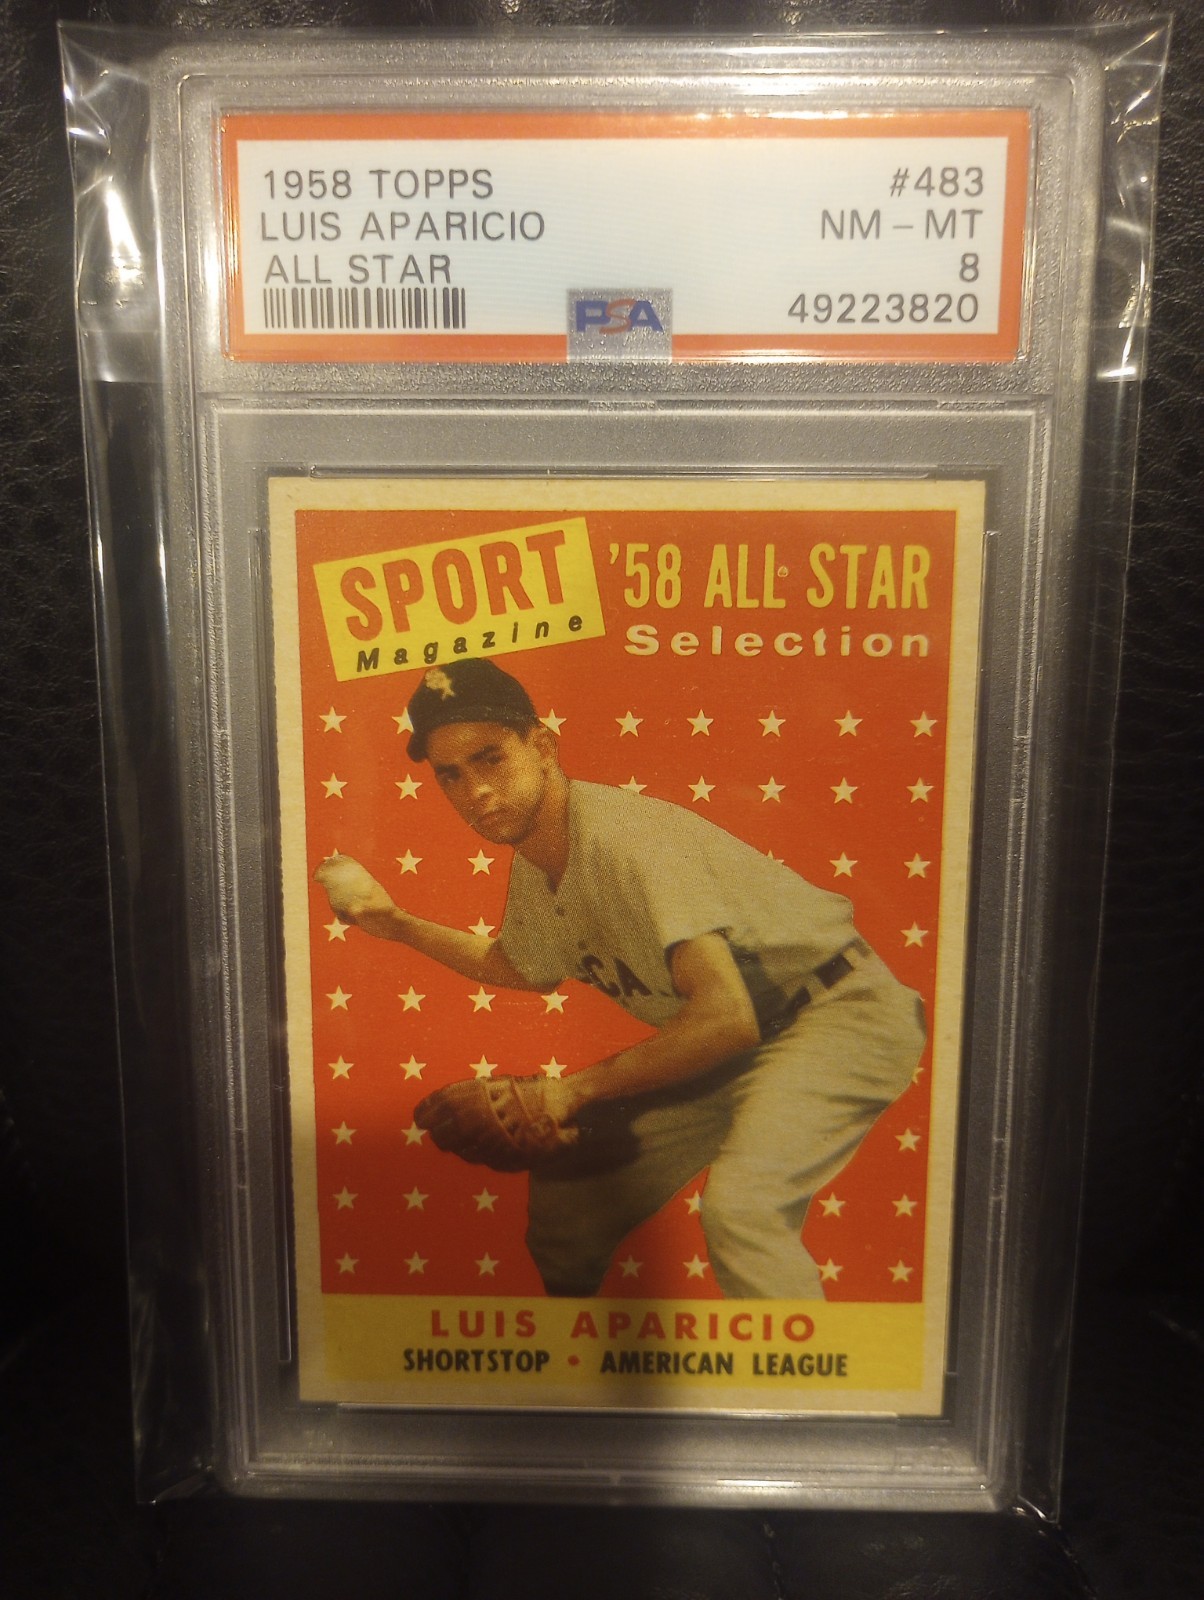 1958 TOPPS #483
LUIS APARICIO NM - MT
ALL STAR 8
PSA 49223820
SPORT
Magazine
'58 ALL STAR
Selection
CA
LUIS APARICIO
SHORTSTOP • AMERICAN LEAGUE